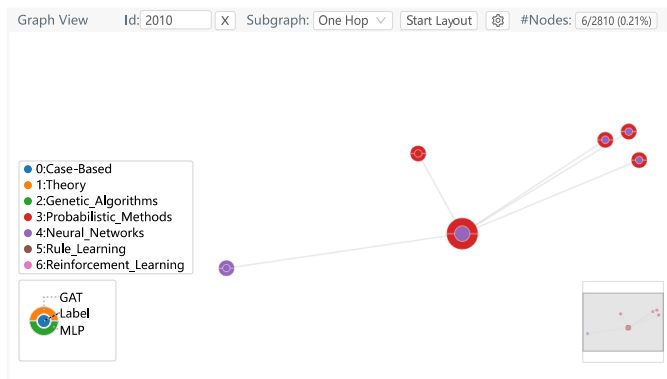 Graph View Id: 2010 X Subgraph: One Hop Start Layout #Nodes: 6/2810 (0.21%)
0:Case-Based
1:Theory
2:Genetic_Algorithms
3:Probabilistic_Methods
4:Neural_Networks
5:Rule_Learning
6:Reinforcement_Learning
GAT
Label
MLP